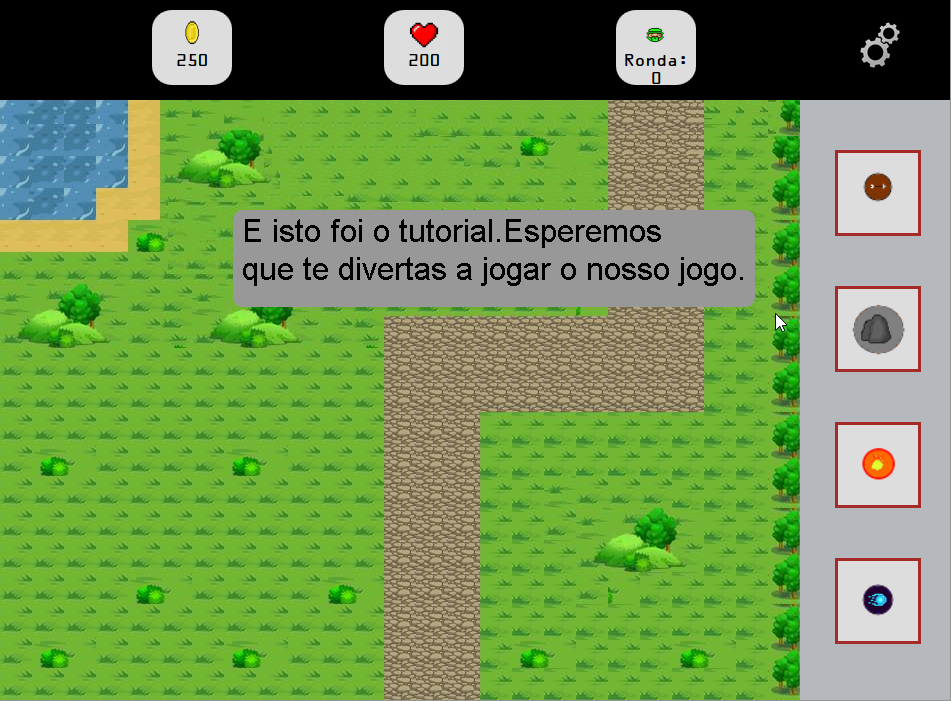 250
200
Ronda:
0
E isto foi o tutorial.Esperemos
que te divertas a jogar o nosso jogo.